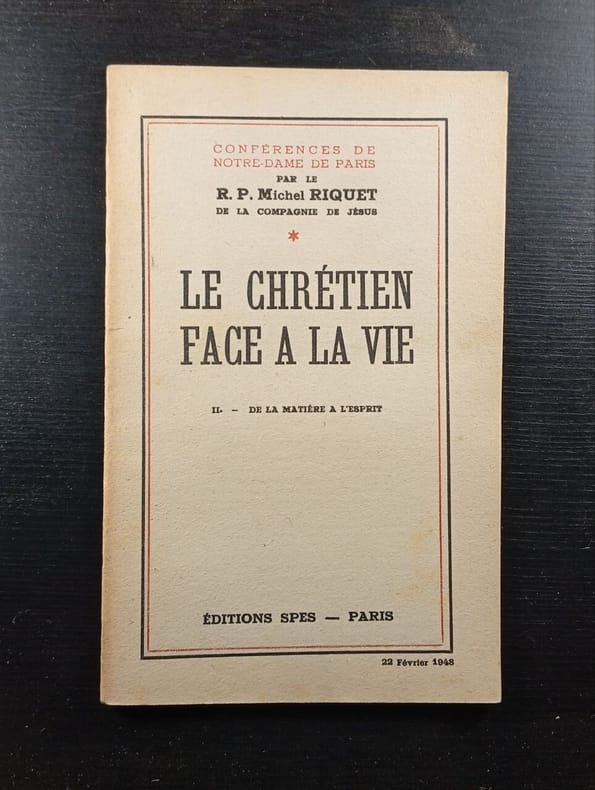 CONFÉRENCES DE
NOTRE-DAME DE PARIS
PAR LE
R. P. Michel RIQUET
DE LA COMPAGNIE DE JÉSUS
*
LE CHRÉTIEN
FACE A LA VIE
II. - DE LA MATIÈRE A L'ESPRIT
ÉDITIONS SPES — PARIS
22 Février 1948